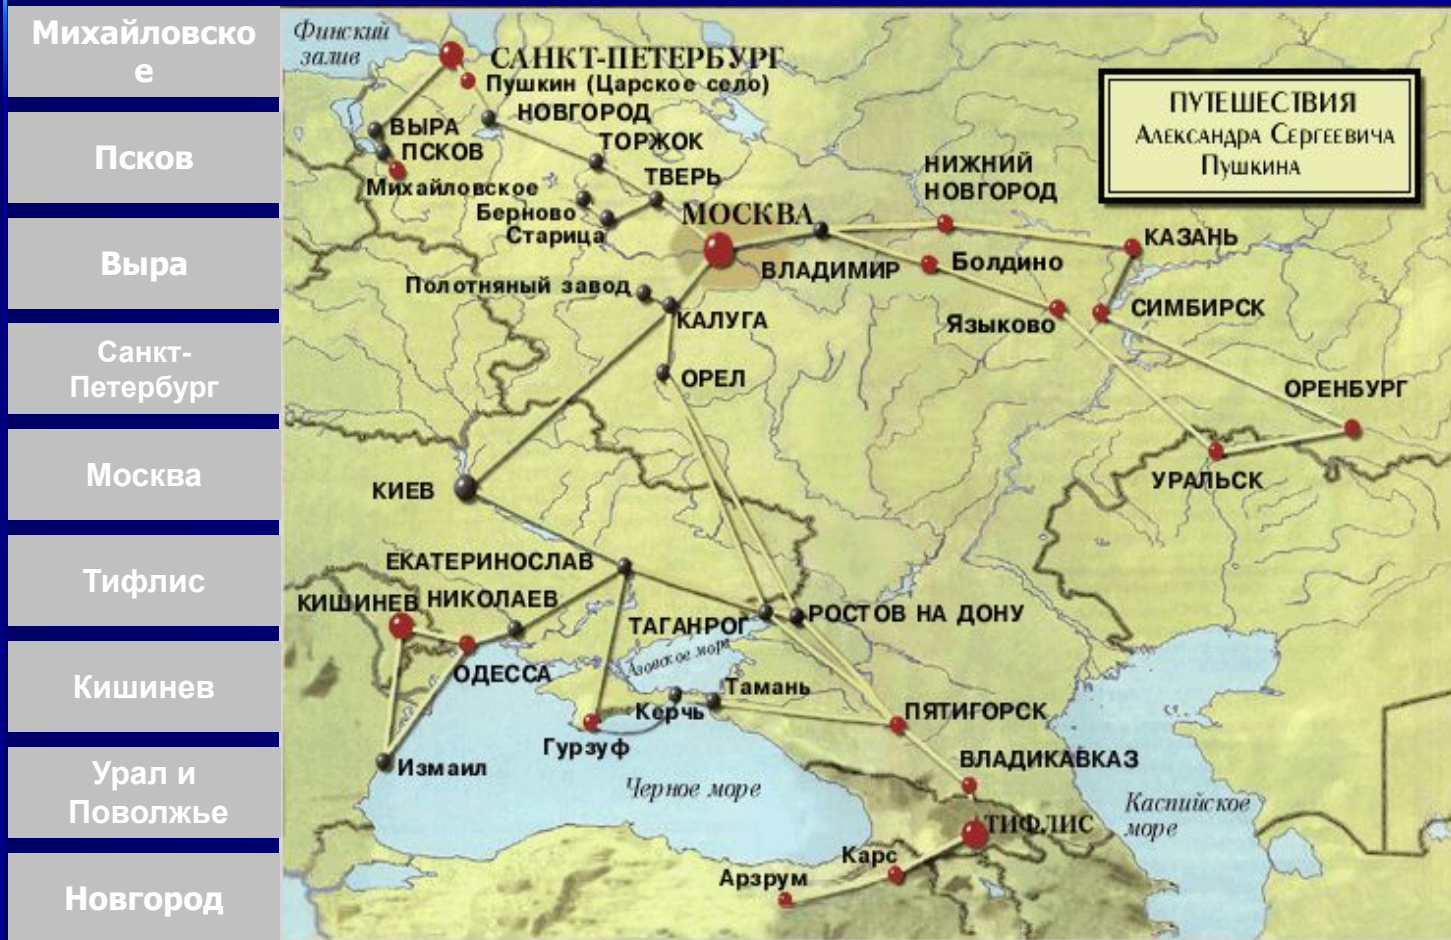 Михайловско
е
Псков
Выра
Санкт-
Петербург
Москва
Тифлис
Кишинев
Урал и
Поволжье
Новгород
Финский
залив
САНКТ-ПЕТЕРБУРГ
Пушкин (Царское село)
НОВГОРОД
ВЫРА
ПСКОВ
ТОРЖОК
Михайловское
ТВЕРЬ
Берново
Старица
МОСКВА
НИЖНИЙ
НОВГОРОД
ПУТЕШЕСТВИЯ
Александра Сергеевича
Пушкина
КАЗАНЬ
ВЛАДИМИР
Болдино
Полотняный завод
КАЛУГА
Языково
СИМБИРСК
ОРЕЛ
ОРЕНБУРГ
КИЕВ
УРАЛЬСК
ЕКАТЕРИНОСЛАВ
КИШИНЕВ
НИКОЛАЕВ
ТАГАНРОГ
РОСТОВ НА ДОНУ
Азовское море
ОДЕССА
Тамань
Керчь
ПЯТИГОРСК
Гурзуф
Измаил
ВЛАДИКАВКАЗ
Черное море
Каспийское
море
ТИФЛИС
Карс
Арзрум